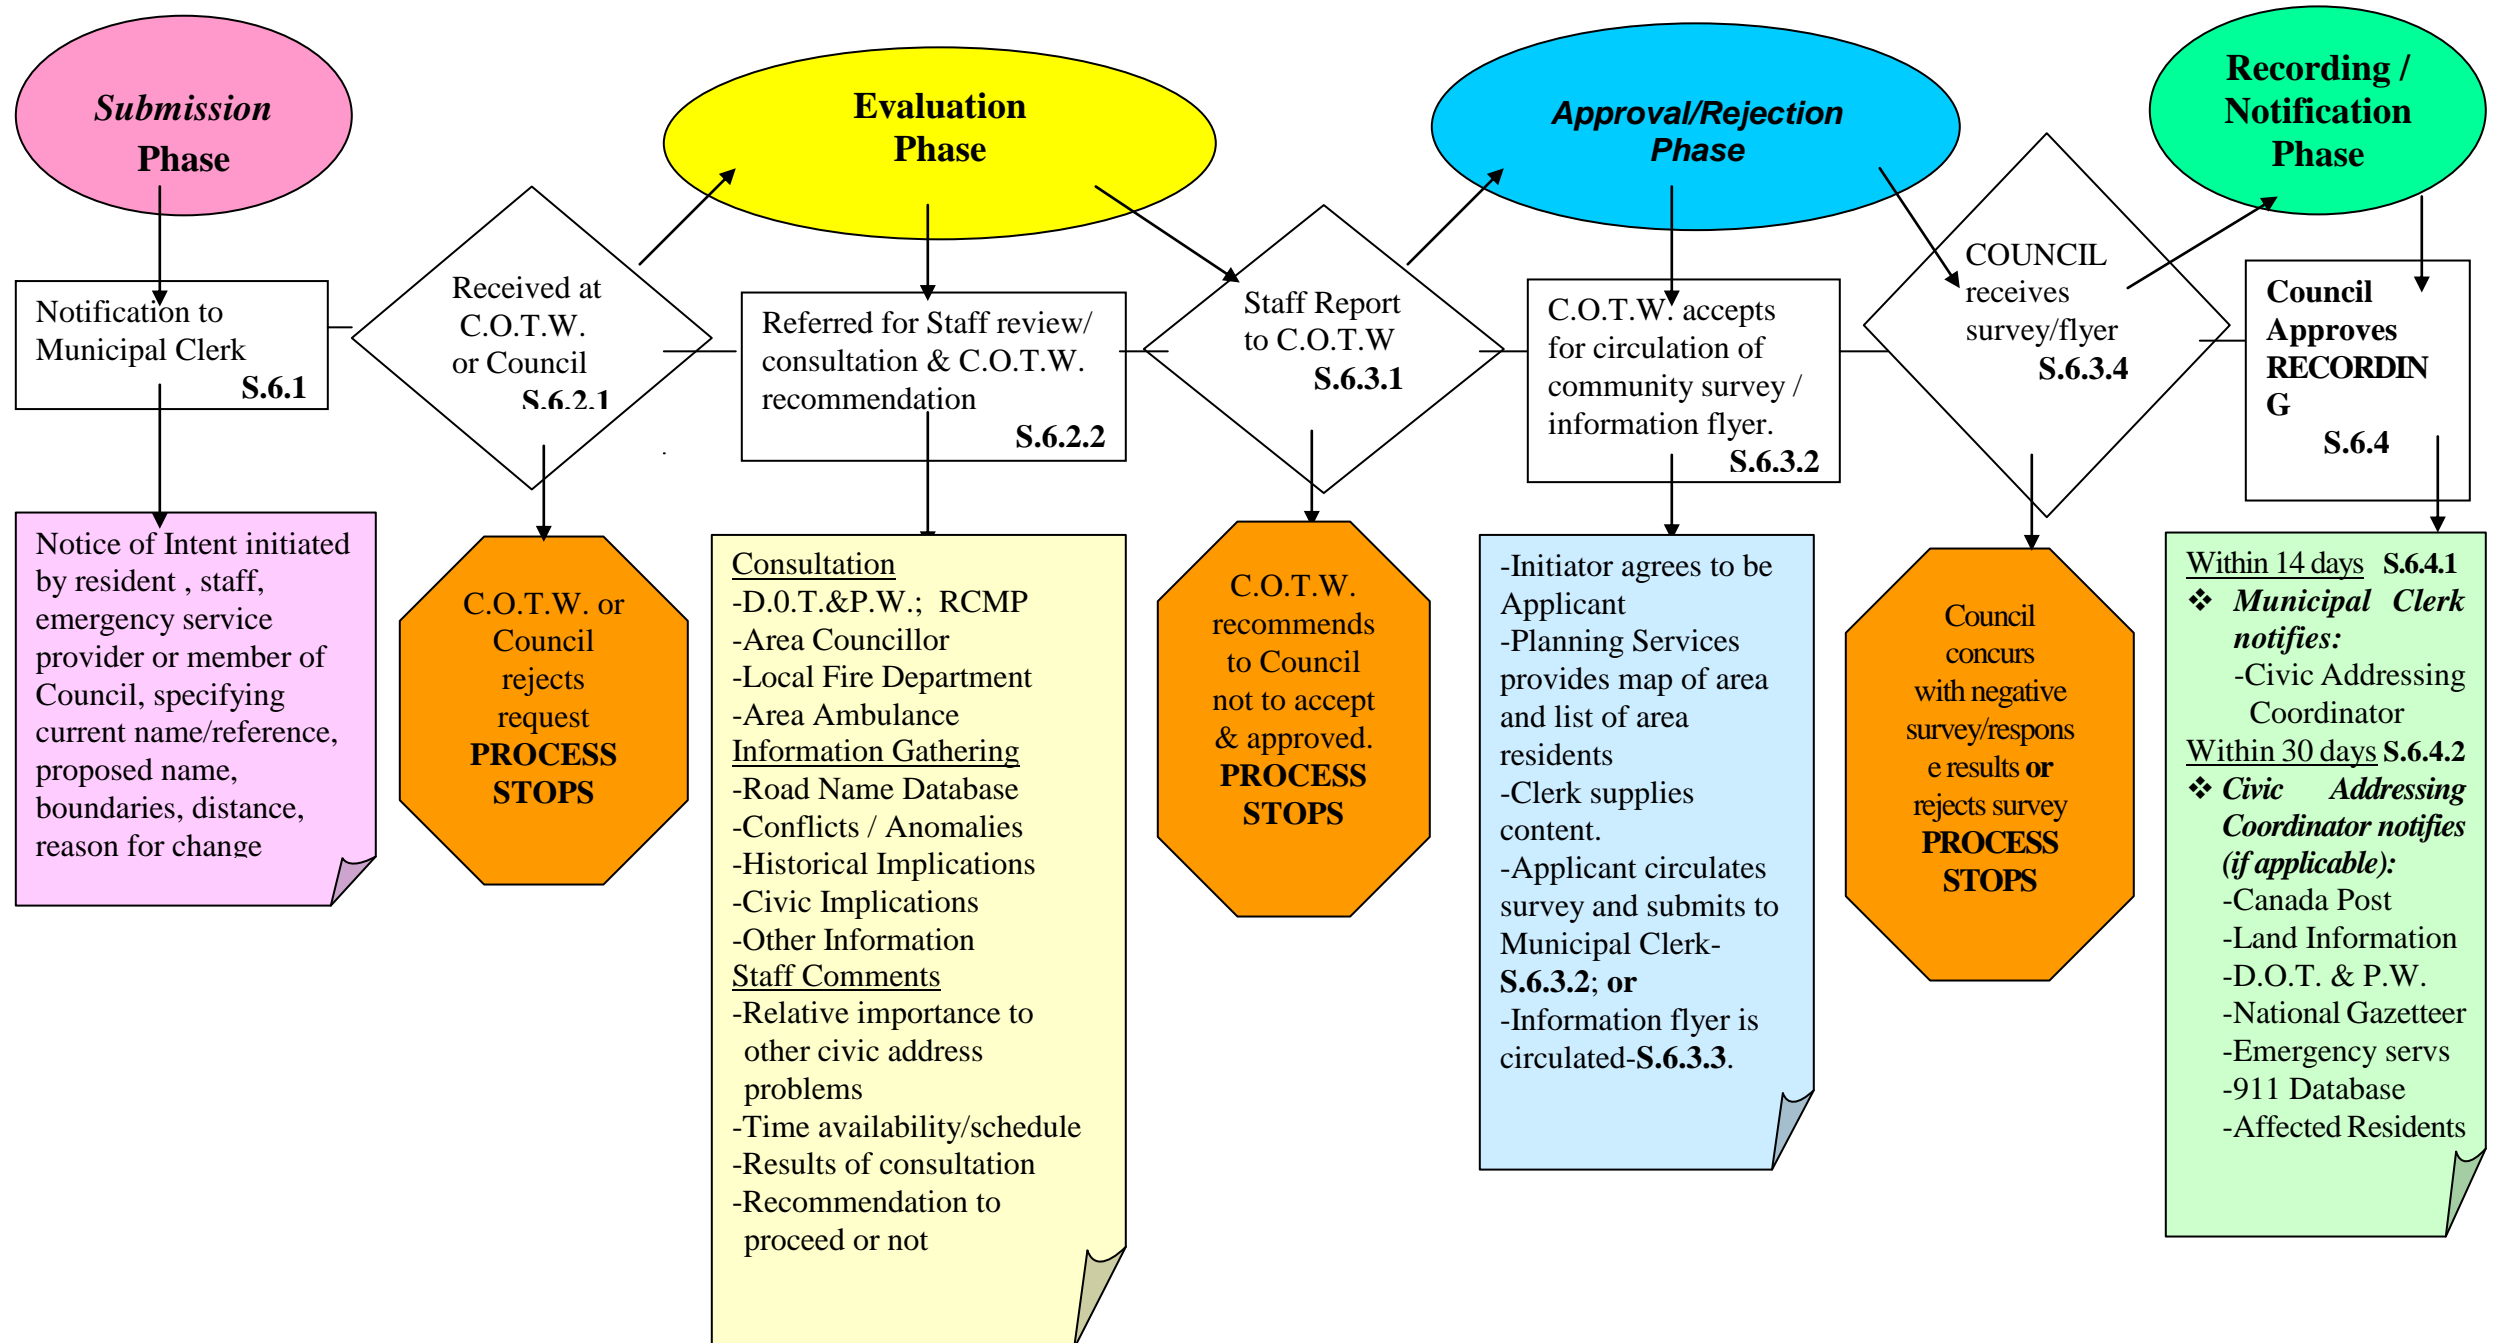 Submission
Phase
Evaluation
Phase
Approval/Rejection
Phase
Recording /
Notification
Phase
Notification to
Municipal Clerk
S.6.1
Received at
C.O.T.W.
or Council
S.6.2.1
Referred for Staff review/
consultation & C.O.T.W.
recommendation
S.6.2.2
Staff Report
to C.O.T.W
S.6.3.1
C.O.T.W. accepts
for circulation of
community survey /
information flyer.
S.6.3.2
COUNCIL
receives
survey/flyer
S.6.3.4
Council
Approves
RECORDIN
G
S.6.4
Notice of Intent initiated
by resident , staff,
emergency service
provider or member of
Council, specifying
current name/reference,
proposed name,
boundaries, distance,
reason for change
C.O.T.W. or
Council
rejects
request
PROCESS
STOPS
Consultation
-D.0.T.&P.W.; RCMP
-Area Councillor
-Local Fire Department
-Area Ambulance
Information Gathering
-Road Name Database
-Conflicts / Anomalies
-Historical Implications
-Civic Implications
-Other Information
Staff Comments
-Relative importance to
other civic address
problems
-Time availability/schedule
-Results of consultation
-Recommendation to
proceed or not
C.O.T.W.
recommends
to Council
not to accept
& approved.
PROCESS
STOPS
-Initiator agrees to be
Applicant
-Planning Services
provides map of area
and list of area
residents
-Clerk supplies
content.
-Applicant circulates
survey and submits to
Municipal Clerk-
S.6.3.2; or
-Information flyer is
circulated-S.6.3.3.
Council
concurs
with negative
survey/respons
e results or
rejects survey
PROCESS
STOPS
Within 14 days S.6.4.1
❖ Municipal Clerk
notifies:
-Civic Addressing
Coordinator
Within 30 days S.6.4.2
❖ Civic Addressing
Coordinator notifies
(if applicable):
-Canada Post
-Land Information
-D.O.T. & P.W.
-National Gazetteer
-Emergency servs
-911 Database
-Affected Residents